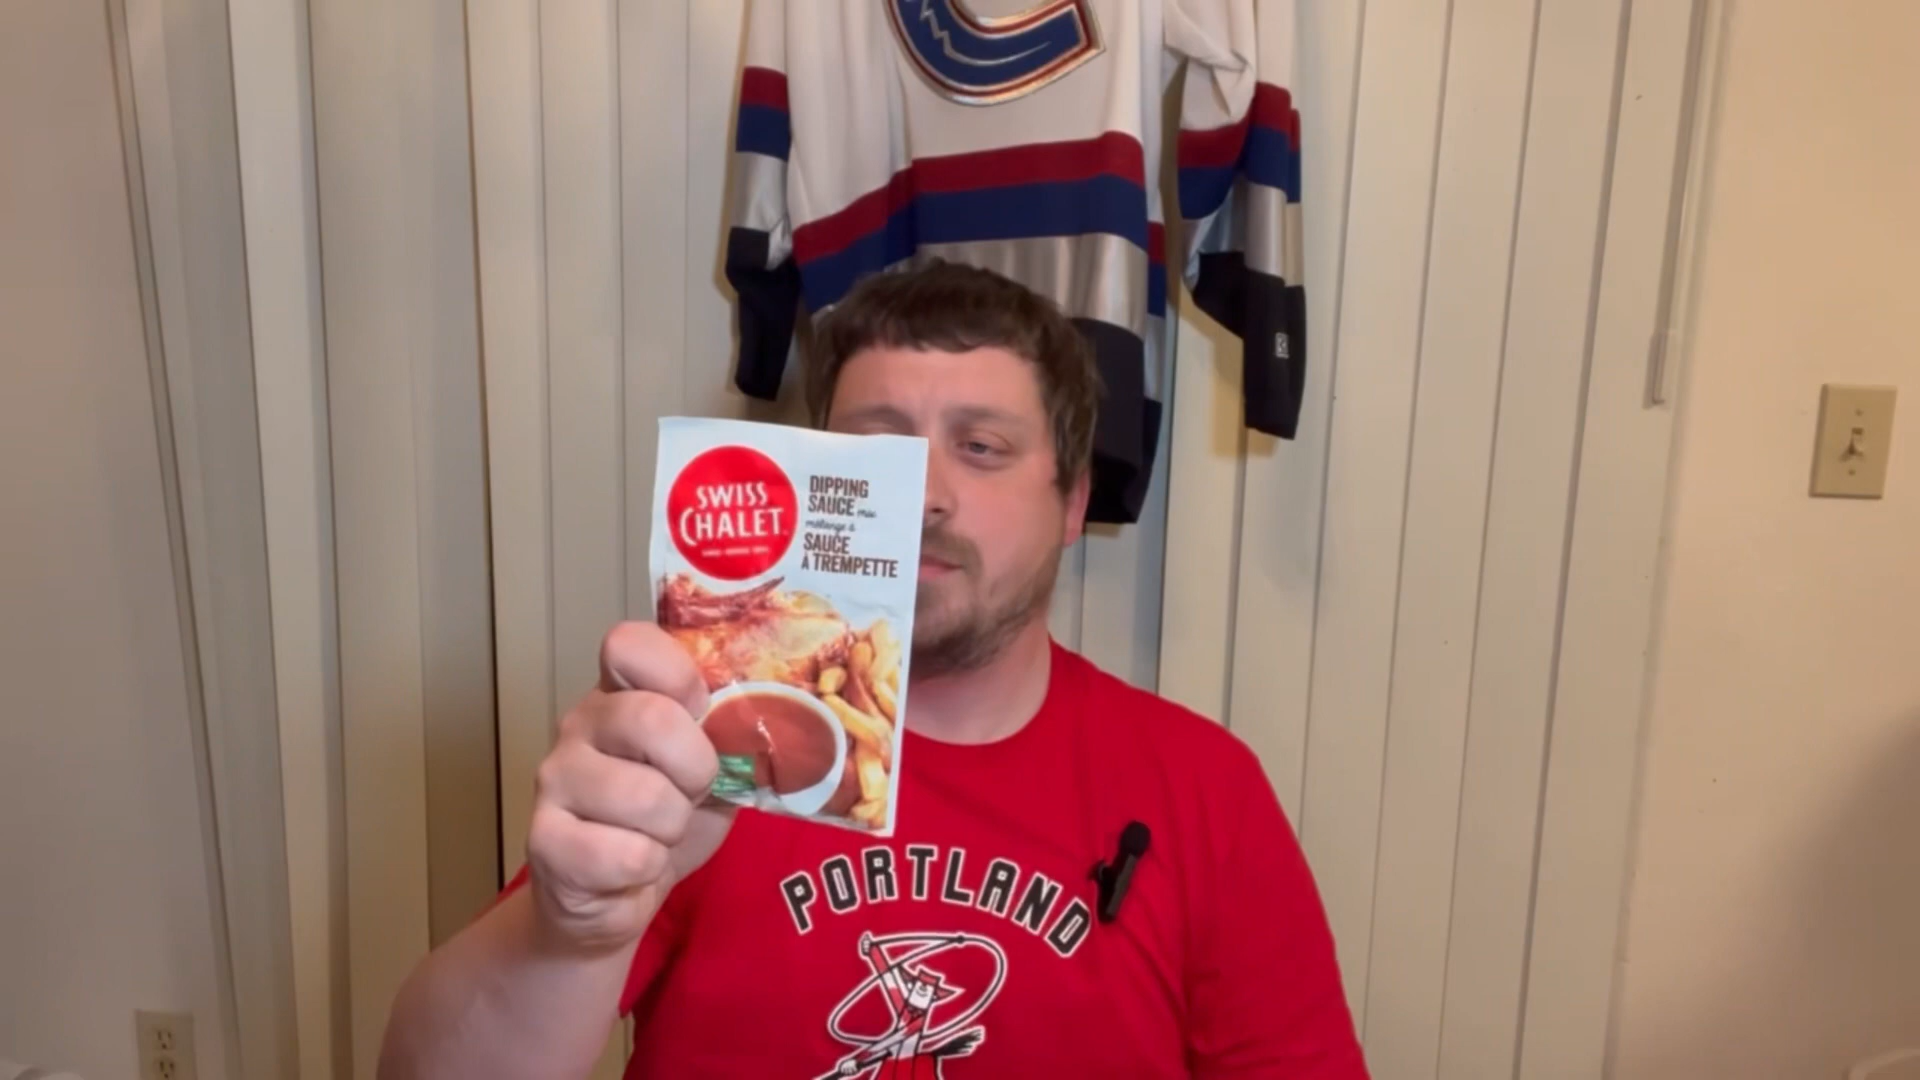 SWISS
CHALET
DIPPING
SAUCE mix
mélange à
SAUCE
À TREMPETTE
PORTLAND